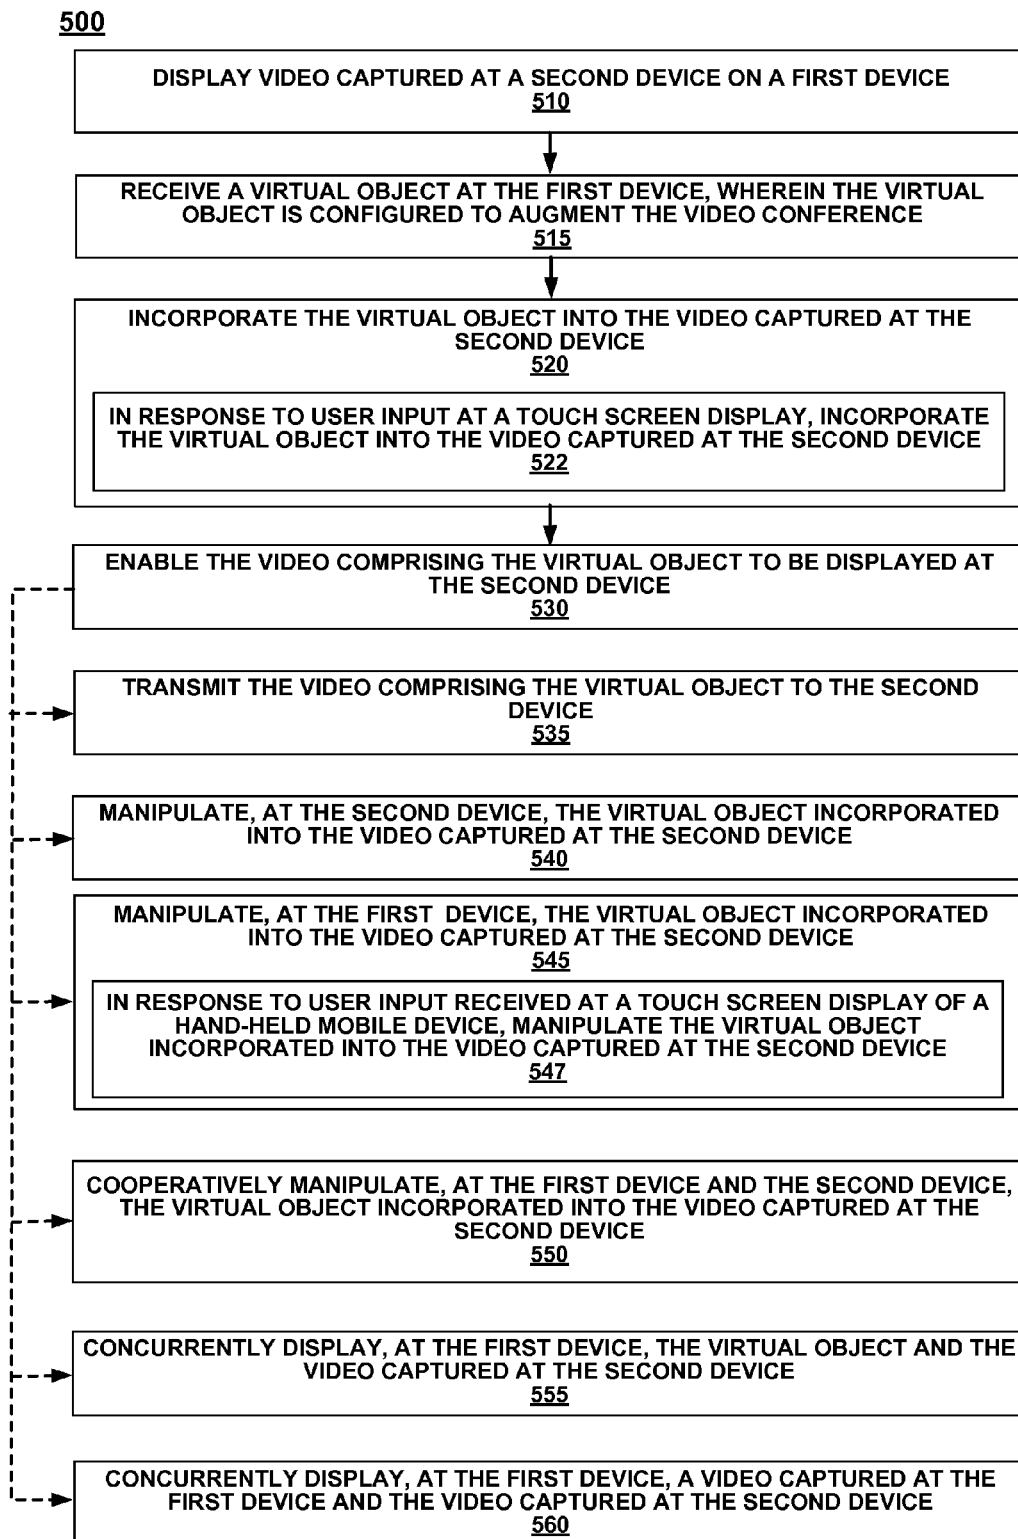 500
DISPLAY VIDEO CAPTURED AT A SECOND DEVICE ON A FIRST DEVICE
510
RECEIVE A VIRTUAL OBJECT AT THE FIRST DEVICE, WHEREIN THE VIRTUAL
OBJECT IS CONFIGURED TO AUGMENT THE VIDEO CONFERENCE
515
INCORPORATE THE VIRTUAL OBJECT INTO THE VIDEO CAPTURED AT THE
SECOND DEVICE
520
IN RESPONSE TO USER INPUT AT A TOUCH SCREEN DISPLAY, INCORPORATE
THE VIRTUAL OBJECT INTO THE VIDEO CAPTURED AT THE SECOND DEVICE
522
ENABLE THE VIDEO COMPRISING THE VIRTUAL OBJECT TO BE DISPLAYED AT
THE SECOND DEVICE
530
TRANSMIT THE VIDEO COMPRISING THE VIRTUAL OBJECT TO THE SECOND
DEVICE
535
MANIPULATE, AT THE SECOND DEVICE, THE VIRTUAL OBJECT INCORPORATED
INTO THE VIDEO CAPTURED AT THE SECOND DEVICE
540
MANIPULATE, AT THE FIRST DEVICE, THE VIRTUAL OBJECT INCORPORATED
INTO THE VIDEO CAPTURED AT THE SECOND DEVICE
545
IN RESPONSE TO USER INPUT RECEIVED AT A TOUCH SCREEN DISPLAY OF A
HAND-HELD MOBILE DEVICE, MANIPULATE THE VIRTUAL OBJECT
INCORPORATED INTO THE VIDEO CAPTURED AT THE SECOND DEVICE
547
COOPERATIVELY MANIPULATE, AT THE FIRST DEVICE AND THE SECOND DEVICE,
THE VIRTUAL OBJECT INCORPORATED INTO THE VIDEO CAPTURED AT THE
SECOND DEVICE
550
CONCURRENTLY DISPLAY, AT THE FIRST DEVICE, THE VIRTUAL OBJECT AND THE
VIDEO CAPTURED AT THE SECOND DEVICE
555
CONCURRENTLY DISPLAY, AT THE FIRST DEVICE, A VIDEO CAPTURED AT THE
FIRST DEVICE AND THE VIDEO CAPTURED AT THE SECOND DEVICE
560